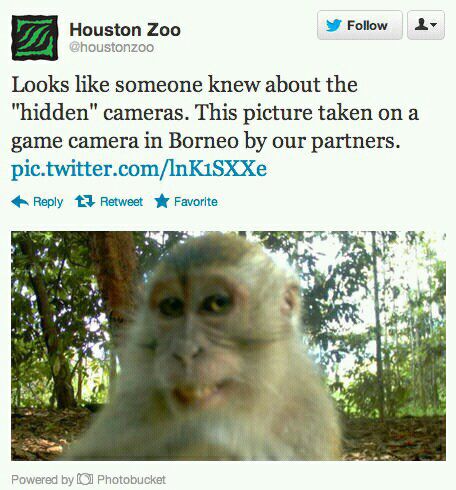 Houston Zoo
@houstonzoo
Follow
Looks like someone knew about the
"hidden" cameras. This picture taken on a
game camera in Borneo by our partners.
pic.twitter.com/lnK1SXXe
Reply Retweet Favorite
Powered by Photobucket